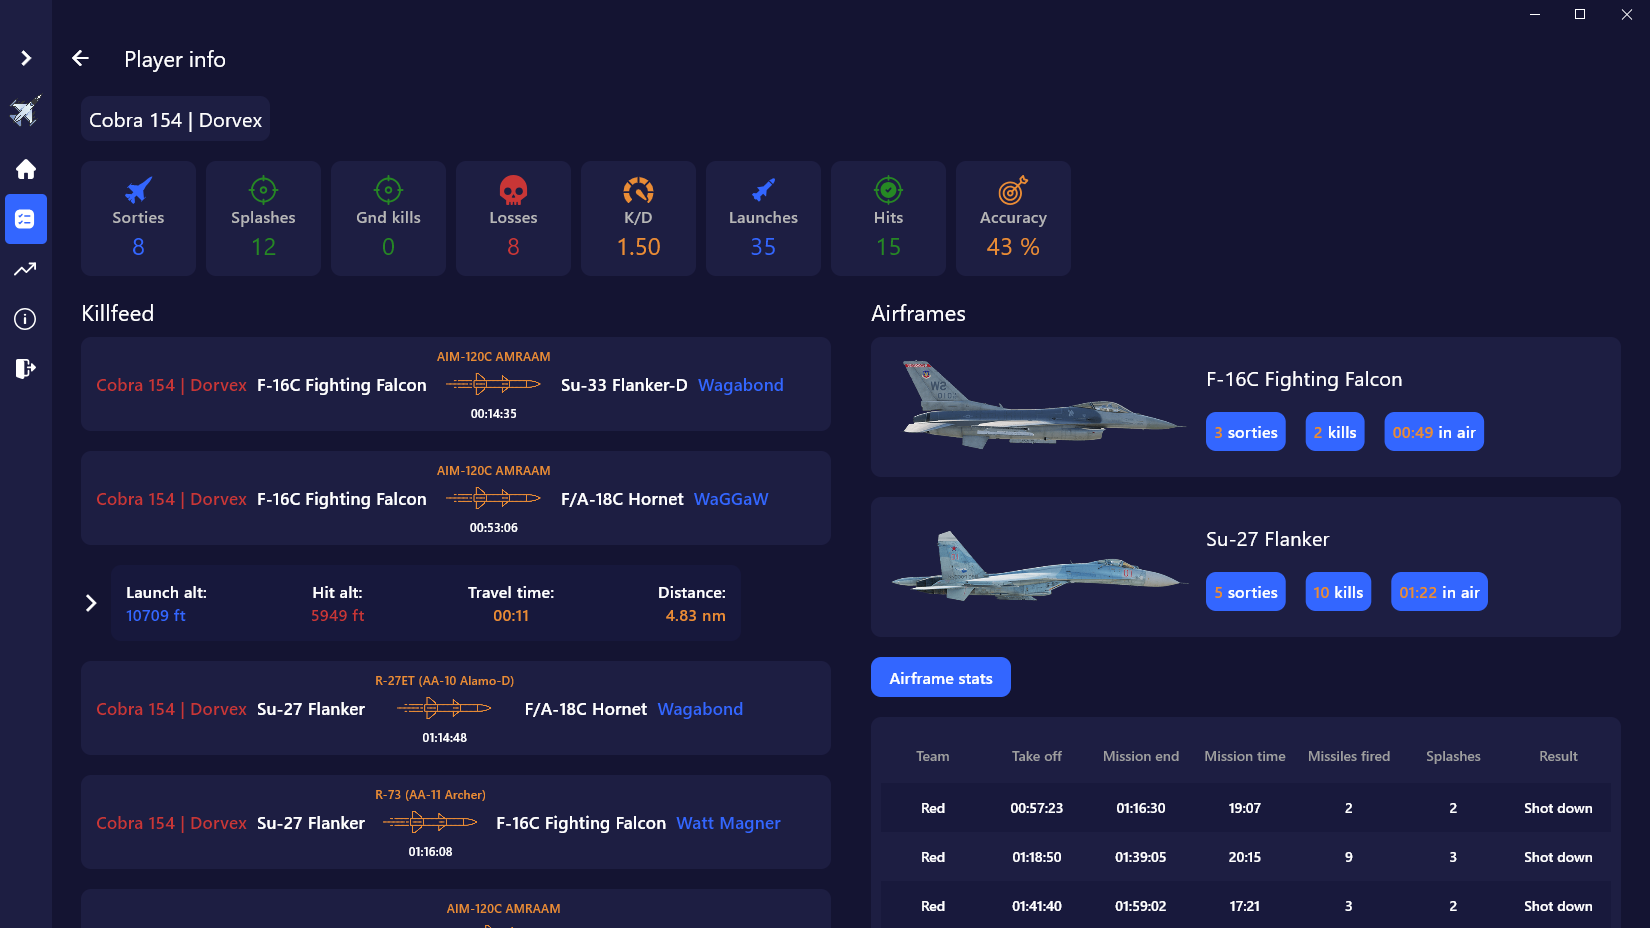 Player info
Cobra 154 | Dorvex
Sorties
8
Splashes
12
Gnd kills
0
Losses
8
K/D
1.50
Launches
35
Hits
15
Accuracy
43 %
Killfeed
AIM-120C AMRAAM
Cobra 154 | Dorvex F-16C Fighting Falcon Su-33 Flanker-D Wagabond
00:14:35
AIM-120C AMRAAM
Cobra 154 | Dorvex F-16C Fighting Falcon F/A-18C Hornet WaGGaW
00:53:06
Launch alt: Hit alt: Travel time: Distance:
10709 ft 5949 ft 00:11 4.83 nm
R-27ET (AA-10 Alamo-D)
Cobra 154 | Dorvex Su-27 Flanker F/A-18C Hornet Wagabond
01:14:48
R-73 (AA-11 Archer)
Cobra 154 | Dorvex Su-27 Flanker F-16C Fighting Falcon Watt Magner
01:16:08
AIM-120C AMRAAM
Airframes
WS
F-16C Fighting Falcon
3 sorties 2 kills 00:49 in air
Su-27 Flanker
5 sorties 10 kills 01:22 in air
Airframe stats
Team Take off Mission end Mission time Missiles fired Splashes Result
Red 00:57:23 01:16:30 19:07 2 2 Shot down
Red 01:18:50 01:39:05 20:15 9 3 Shot down
Red 01:41:40 01:59:02 17:21 3 2 Shot down